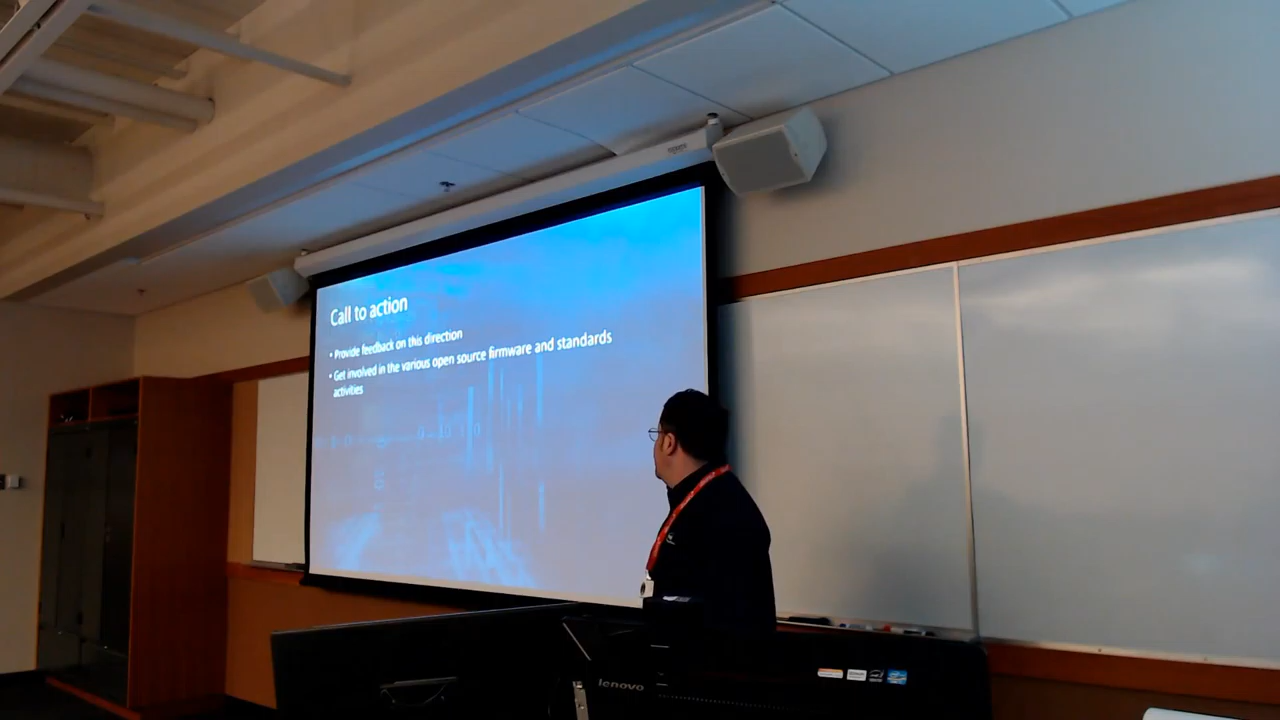 Call to action
• Provide feedback on this direction
• Get involved in the various open source firmware and standards
activities
lenovo